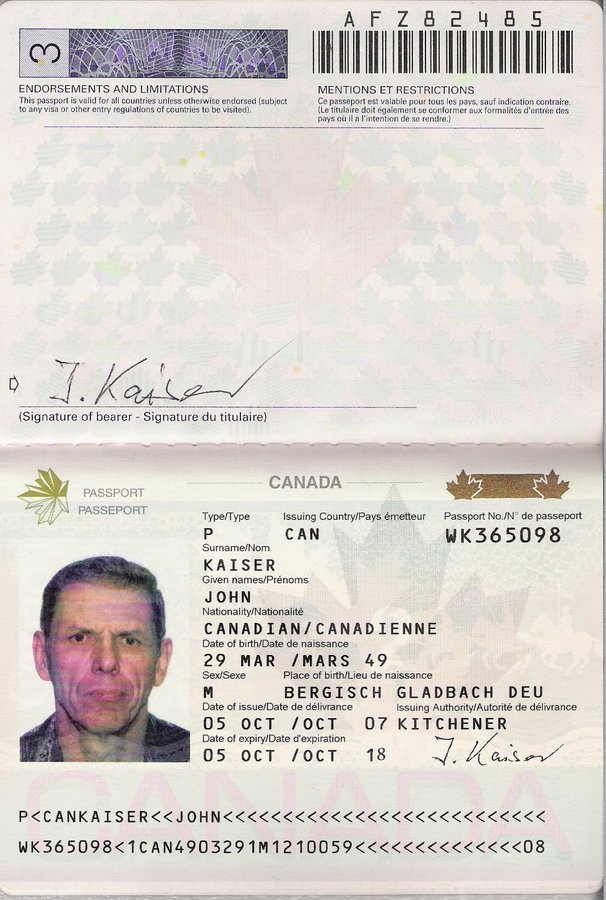 3
AFZ82485
ENDORSEMENTS AND LIMITATIONS
This passport is valid for all countries unless otherwise endorsed (subject
to any visa or other entry regulations of countries to be visited).
MENTIONS ET RESTRICTIONS
Ce passeport est valable pour tous les pays, sauf indication contraire.
(Le titulaire doit également se conformer aux formalités d'entrée des
pays où il a l'intention de se rendre.)
J. Kaiser
(Signature of bearer - Signature du titulaire)
PASSPORT
PASSEPORT
CANADA
Type/Type Issuing Country/Pays émetteur Passport No./N° de passeport
P CAN WK365098
Surname/Nom
KAISER
Given names/Prénoms
JOHN
Nationality/Nationalité
CANADIAN/CANADIENNE
Date of birth/Date de naissance
29 MAR /MARS 49
Sex/Sexe Place of birth/Lieu de naissance
M BERGISCH GLADBACH DEU
Date of issue/Date de délivrance Issuing Authority/Autorité de délivrance
05 OCT /OCT 07 KITCHENER
Date of expiry/Date d'expiration
05 OCT /OCT 18
J. Kaiser
CANADA
P<CANKAISER<<JOHN<<<<<<<<<<<<<<<<<<<<<<<<<<<
WK365098<1CAN4903291M1210059<<<<<<<<<<<<<<08